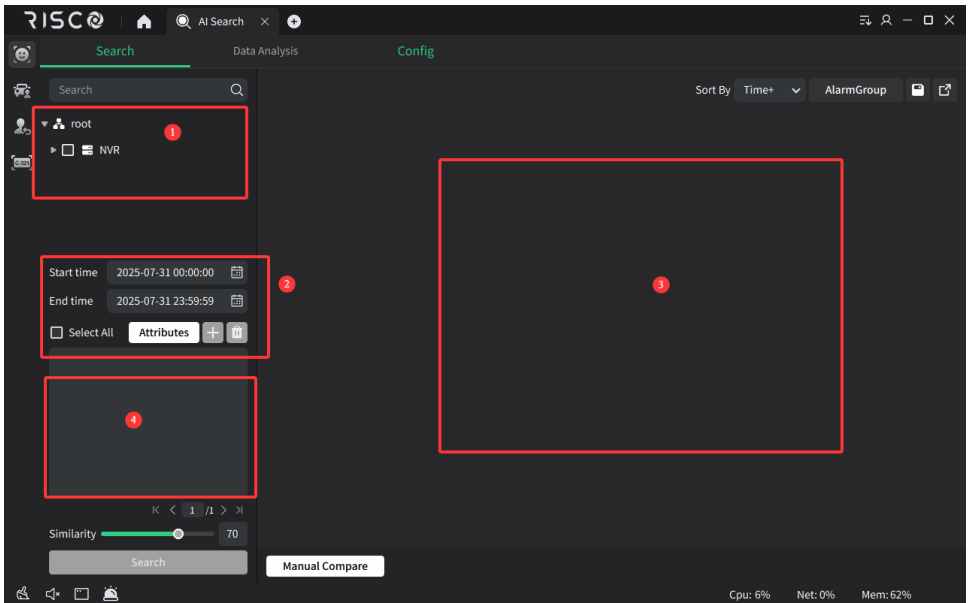 RISCO
AI Search
Search
Data Analysis
Config
Search
Sort By
Time+
AlarmGroup
root
1
NVR
C-321
Start time
2025-07-31 00:00:00
2
3
End time
2025-07-31 23:59:59
Select All
Attributes
4
1
/1
Similarity
70
Search
Manual Compare
Cpu: 6%
Net: 0%
Mem: 62%